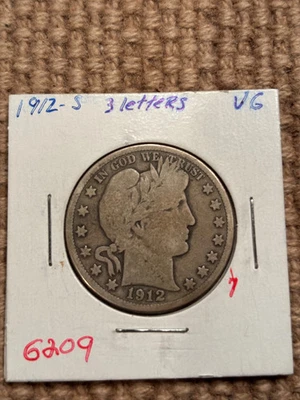 1912-S 3 letters VG
IN GOD WE TRUST
1912
6209